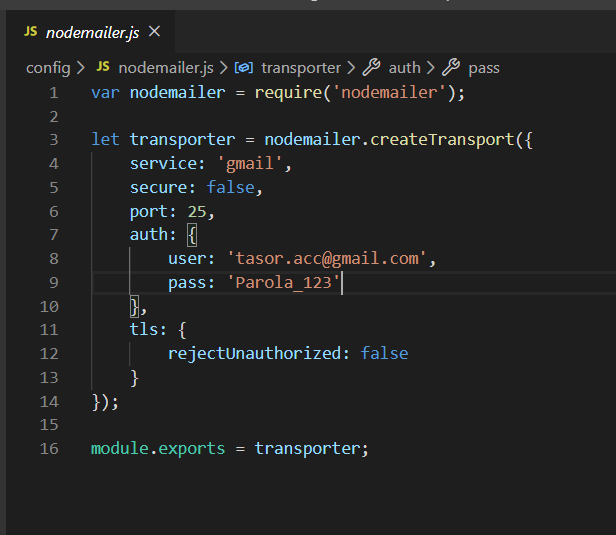 JS nodemailer.js ×
config > JS nodemailer.js > transporter > auth > pass
1 var nodemailer = require('nodemailer');
2
3 let transporter = nodemailer.createTransport({
4     service: 'gmail',
5     secure: false,
6     port: 25,
7     auth: {
8         user: 'tasor.acc@gmail.com',
9         pass: 'Parola_123'
10     },
11     tls: {
12         rejectUnauthorized: false
13     }
14 });
15
16 module.exports = transporter;